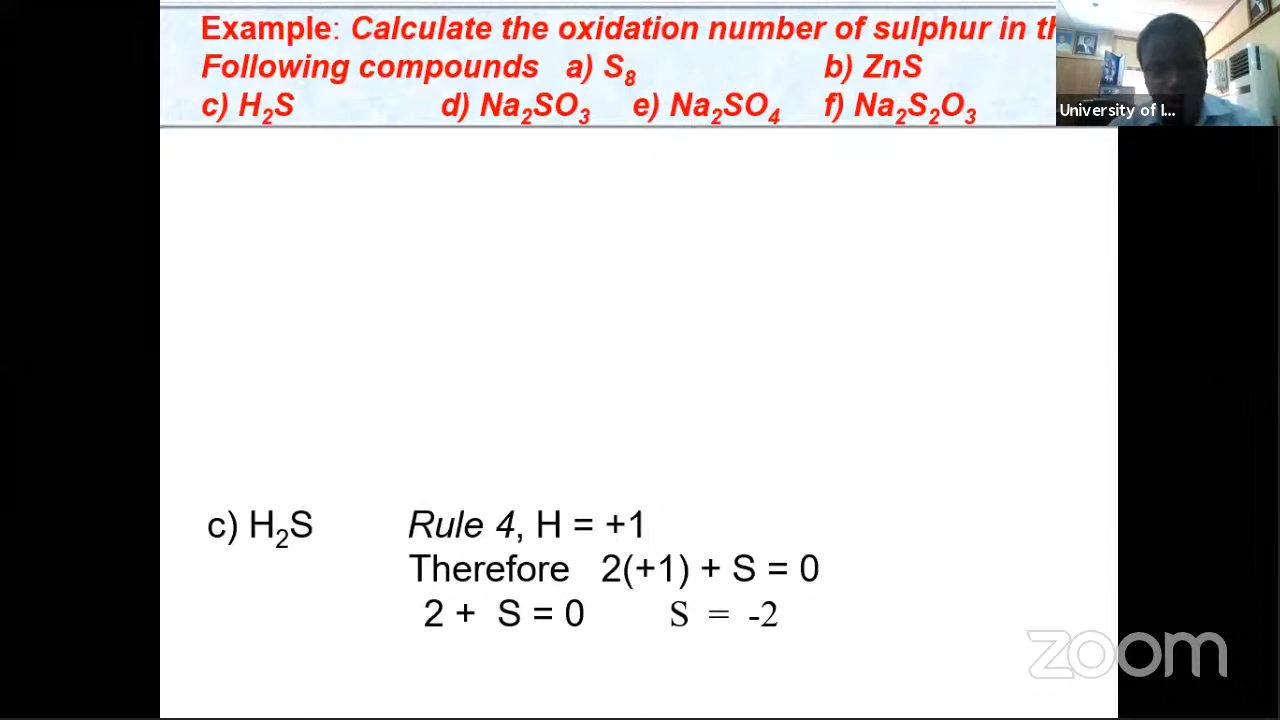 Example: Calculate the oxidation number of sulphur in th
Following compounds a) S₈ b) ZnS
c) H₂S d) Na₂SO₃ e) Na₂SO₄ f) Na₂S₂O₃
University of I...
c) H₂S Rule 4, H = +1
Therefore 2(+1) + S = 0
2 + S = 0 S = -2
zoom